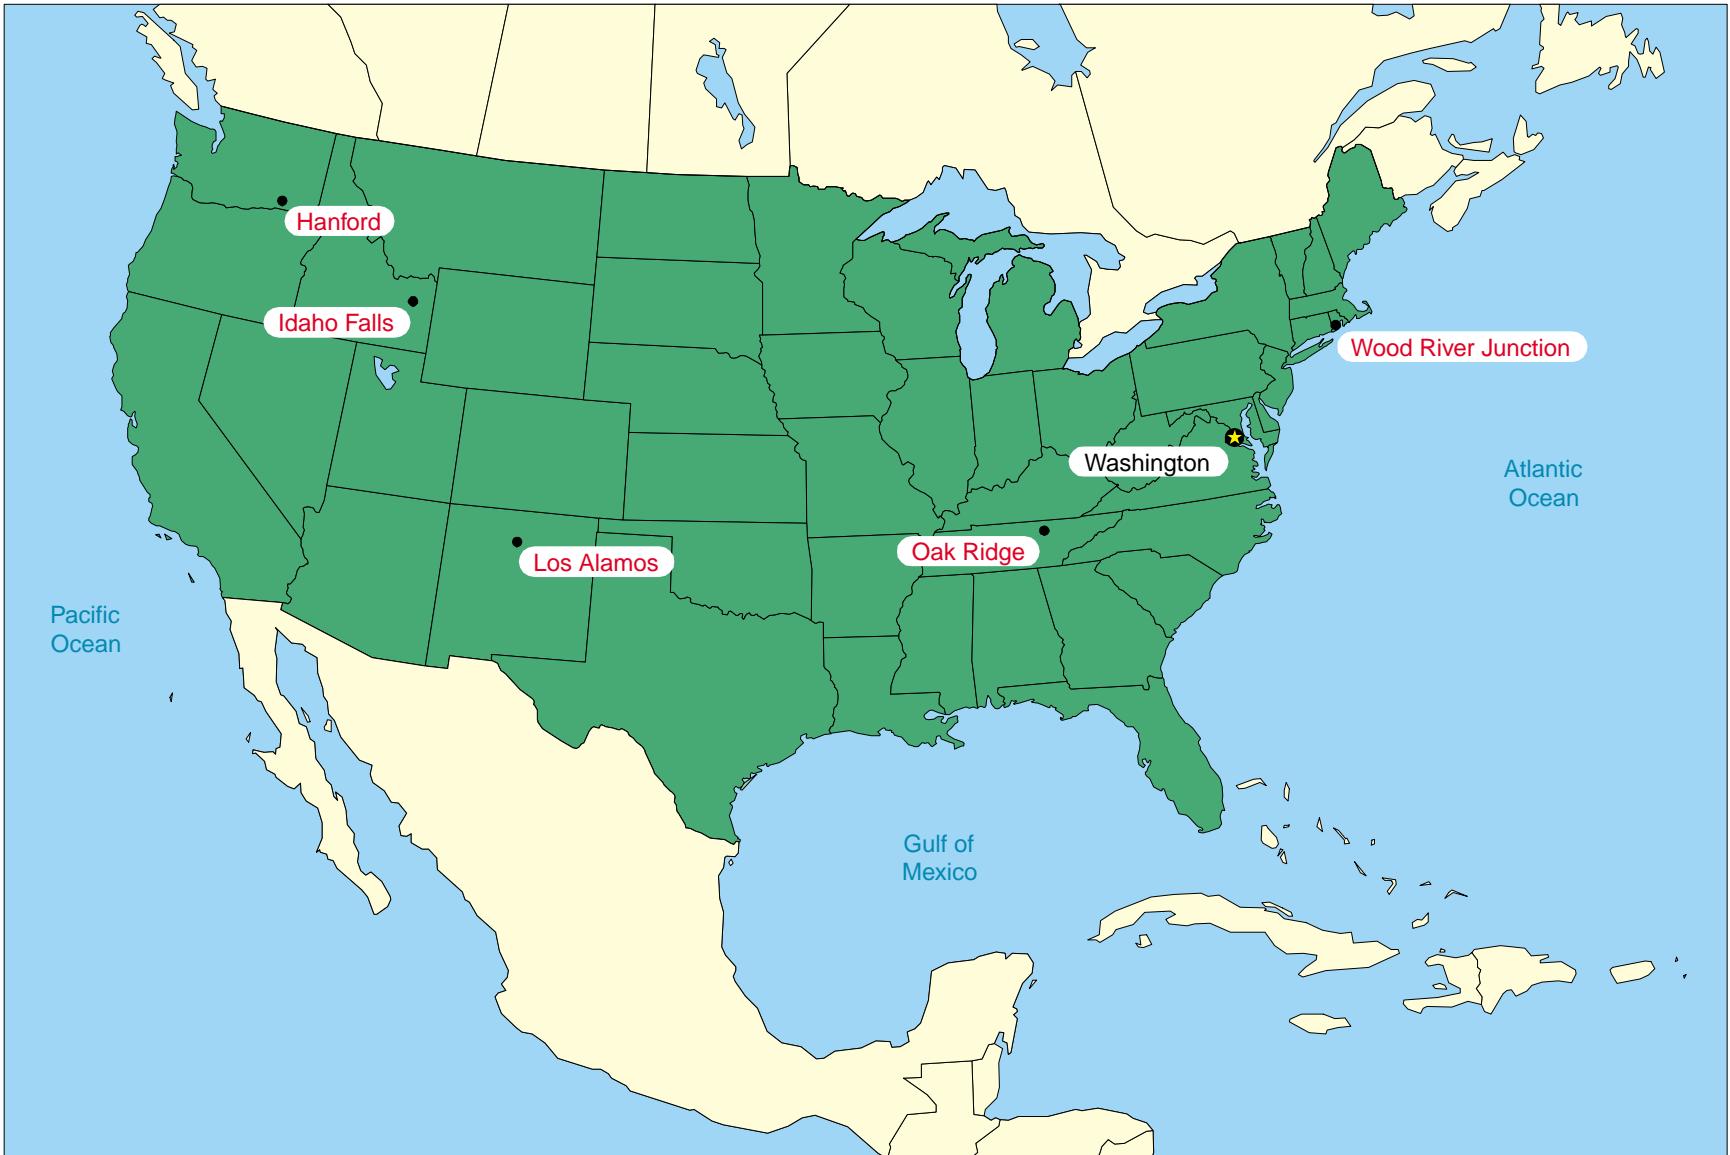 Hanford
Idaho Falls
Wood River Junction
Washington
Atlantic
Ocean
Oak Ridge
Los Alamos
Pacific
Ocean
Gulf of
Mexico